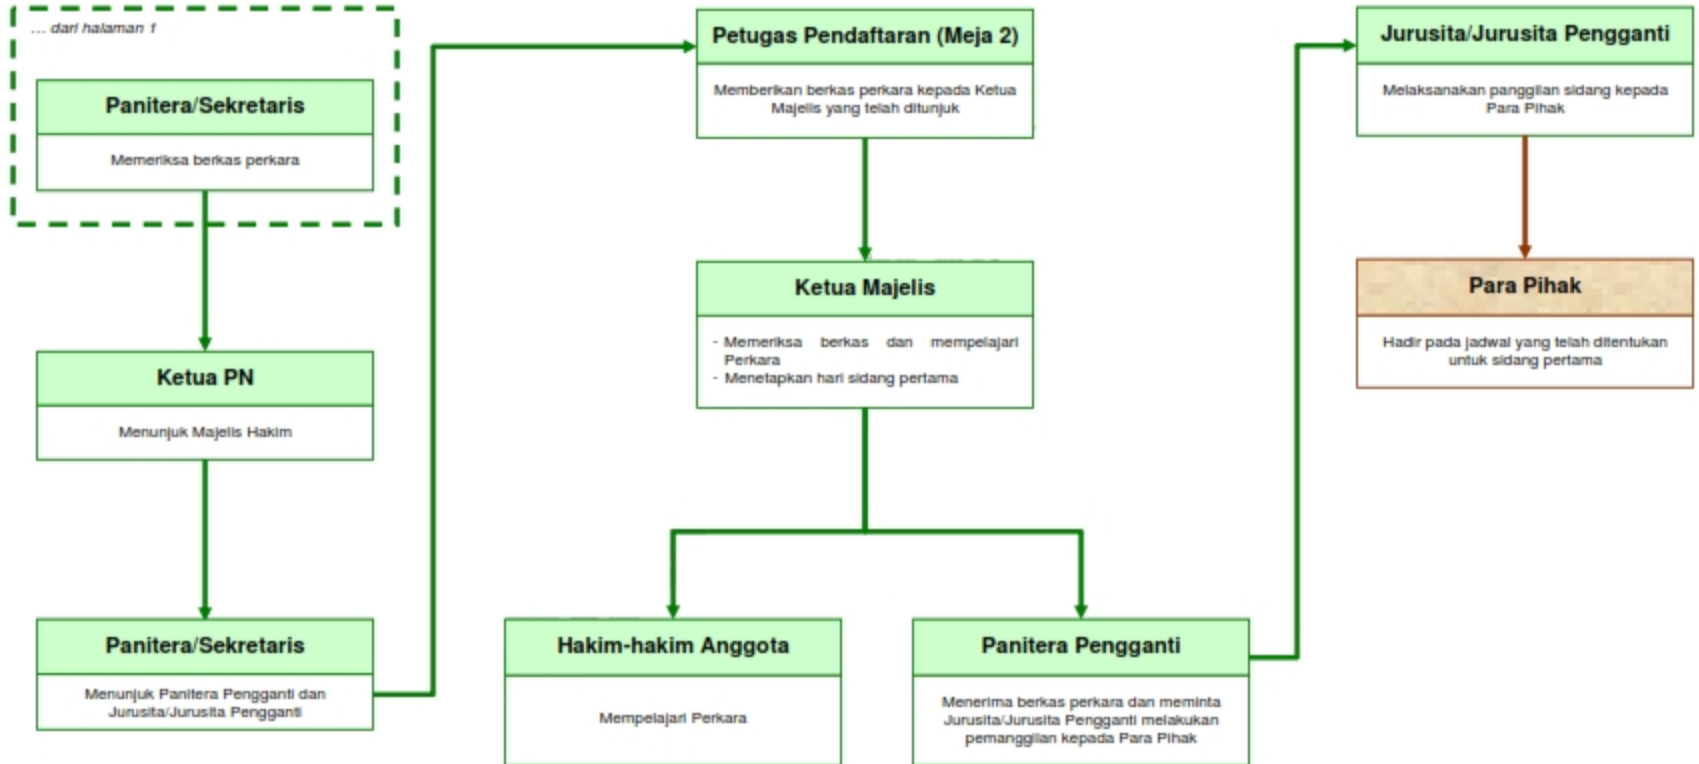 ... dari halaman 1
Panitera/Sekretaris
Memeriksa berkas perkara
Ketua PN
Menunjuk Majelis Hakim
Panitera/Sekretaris
Menunjuk Panitera Pengganti dan
Jurusita/Jurusita Pengganti
Petugas Pendaftaran (Meja 2)
Memberikan berkas perkara kepada Ketua
Majelis yang telah ditunjuk
Ketua Majelis
- Memeriksa berkas dan mempelajari
Perkara
- Menetapkan hari sidang pertama
Hakim-hakim Anggota
Mempelajari Perkara
Panitera Pengganti
Menerima berkas perkara dan meminta
Jurusita/Jurusita Pengganti melakukan
pemanggilan kepada Para Pihak
Jurusita/Jurusita Pengganti
Melaksanakan panggilan sidang kepada
Para Pihak
Para Pihak
Hadir pada jadwal yang telah ditentukan
untuk sidang pertama